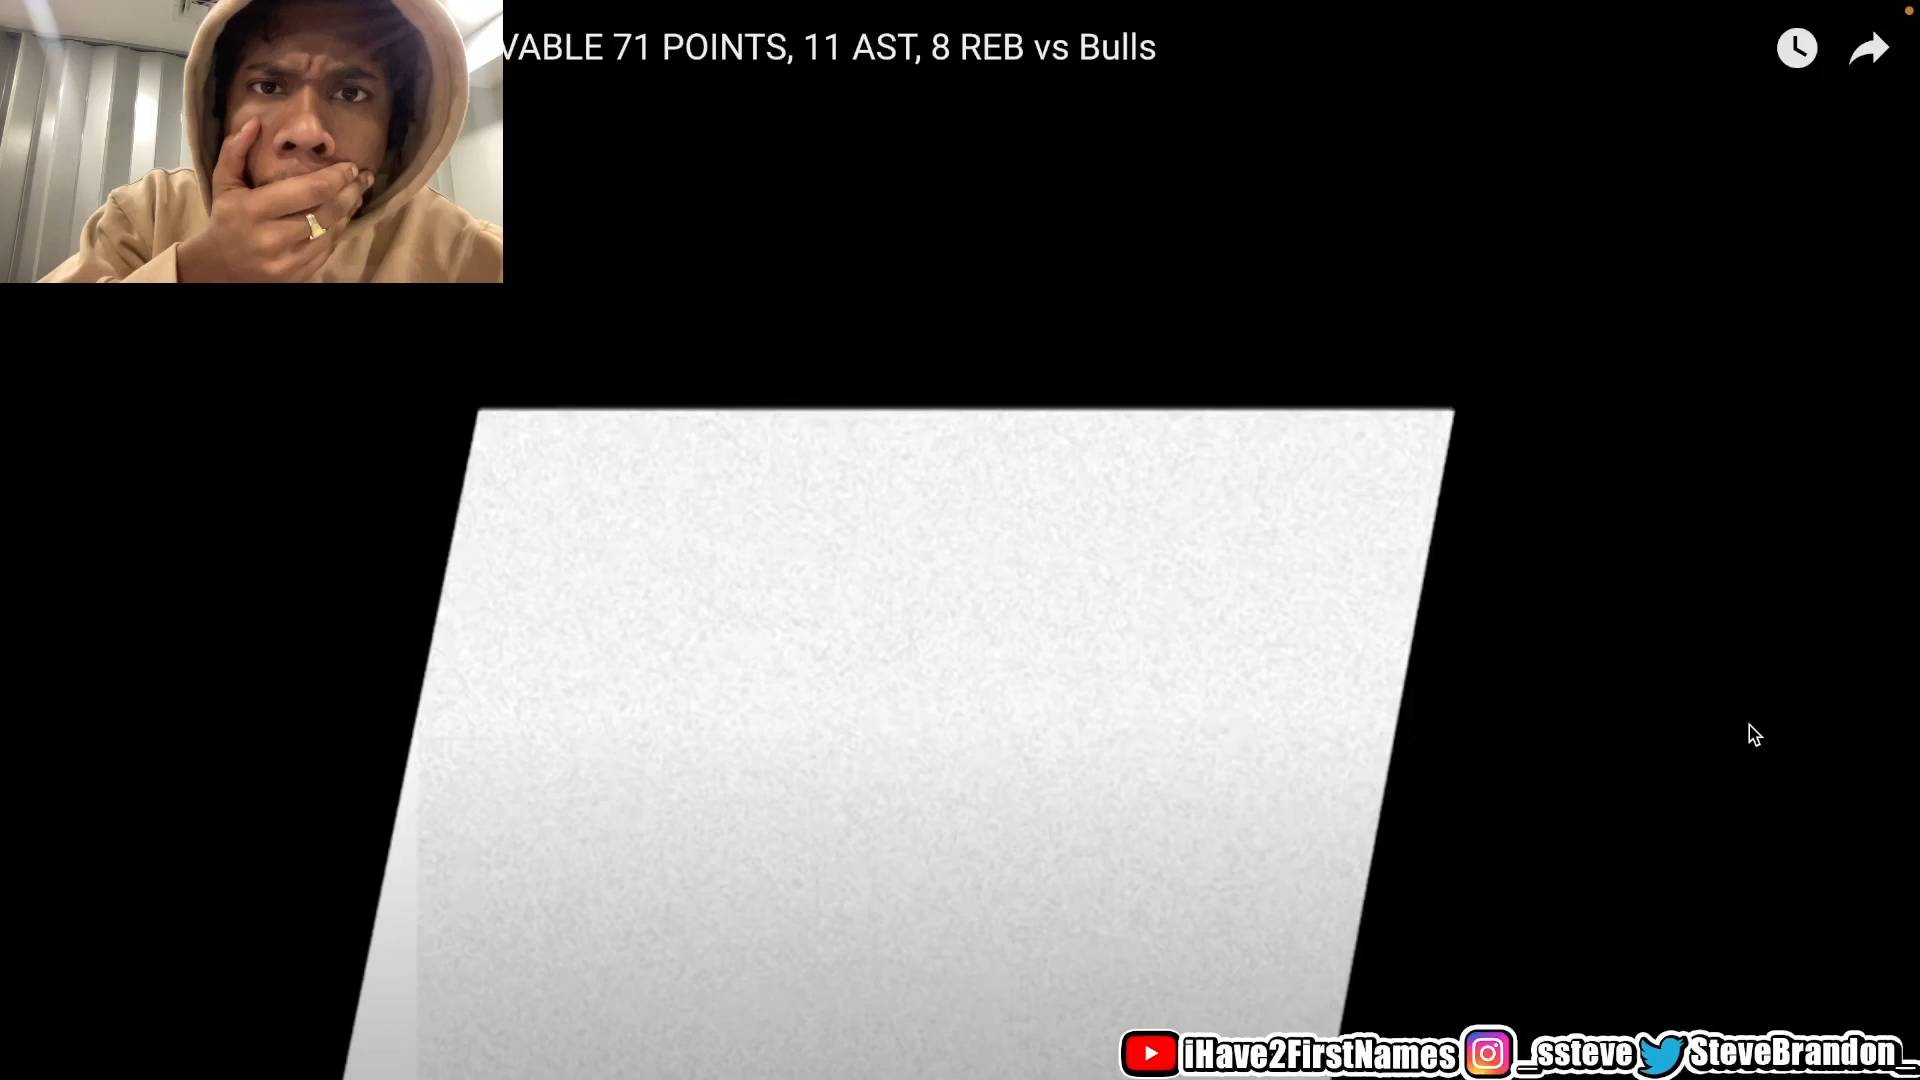 VABLE 71 POINTS, 11 AST, 8 REB vs Bulls
iHave2FirstNames _ssteve SteveBrandon_